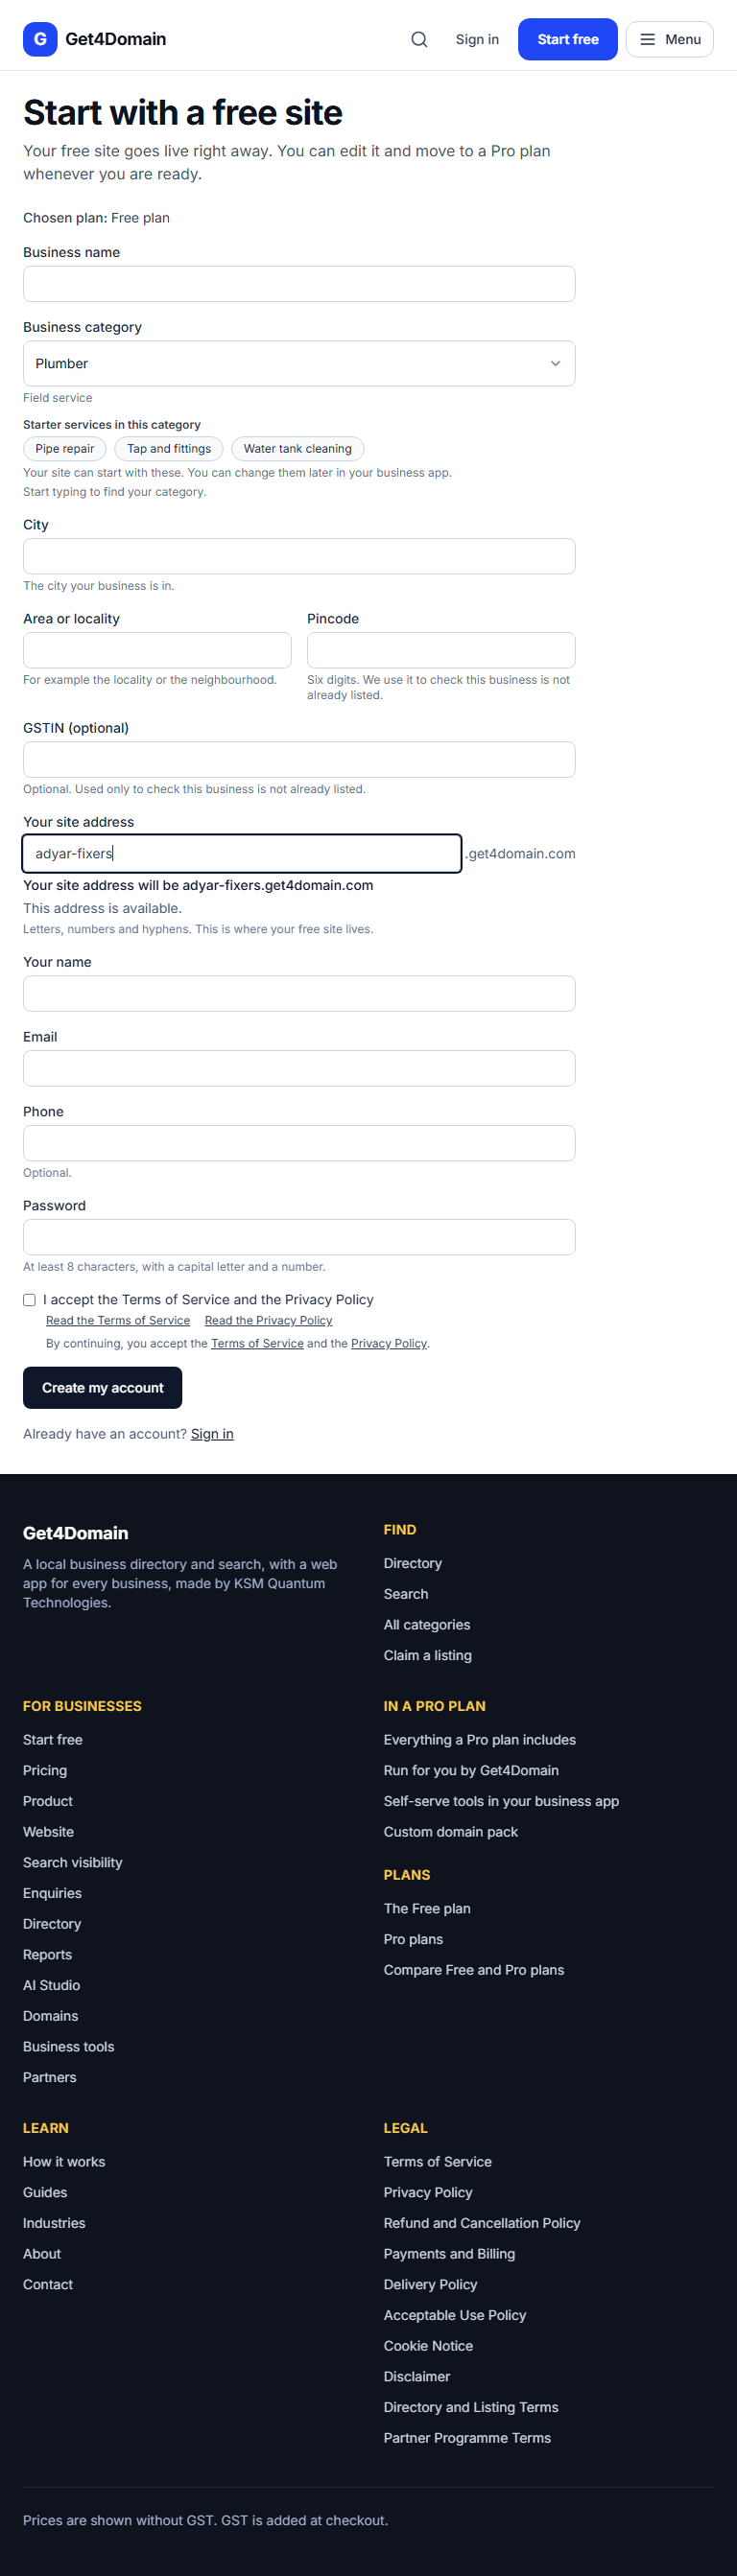 G Get4Domain
Sign in
Start free
Menu
Start with a free site
Your free site goes live right away. You can edit it and move to a Pro plan
whenever you are ready.
Chosen plan: Free plan
Business name
Business category
Plumber
Field service
Starter services in this category
Pipe repair
Tap and fittings
Water tank cleaning
Your site can start with these. You can change them later in your business app.
Start typing to find your category.
City
The city your business is in.
Area or locality
For example the locality or the neighbourhood.
Pincode
Six digits. We use it to check this business is not
already listed.
GSTIN (optional)
Optional. Used only to check this business is not already listed.
Your site address
adyar-fixers
.get4domain.com
Your site address will be adyar-fixers.get4domain.com
This address is available.
Letters, numbers and hyphens. This is where your free site lives.
Your name
Email
Phone
Optional.
Password
At least 8 characters, with a capital letter and a number.
I accept the Terms of Service and the Privacy Policy
Read the Terms of Service
Read the Privacy Policy
By continuing, you accept the Terms of Service and the Privacy Policy.
Create my account
Already have an account? Sign in
Get4Domain
A local business directory and search, with a web
app for every business, made by KSM Quantum
Technologies.
FIND
Directory
Search
All categories
Claim a listing
FOR BUSINESSES
Start free
Pricing
Product
Website
Search visibility
Enquiries
Directory
Reports
AI Studio
Domains
Business tools
Partners
IN A PRO PLAN
Everything a Pro plan includes
Run for you by Get4Domain
Self-serve tools in your business app
Custom domain pack
PLANS
The Free plan
Pro plans
Compare Free and Pro plans
LEARN
How it works
Guides
Industries
About
Contact
LEGAL
Terms of Service
Privacy Policy
Refund and Cancellation Policy
Payments and Billing
Delivery Policy
Acceptable Use Policy
Cookie Notice
Disclaimer
Directory and Listing Terms
Partner Programme Terms
Prices are shown without GST. GST is added at checkout.